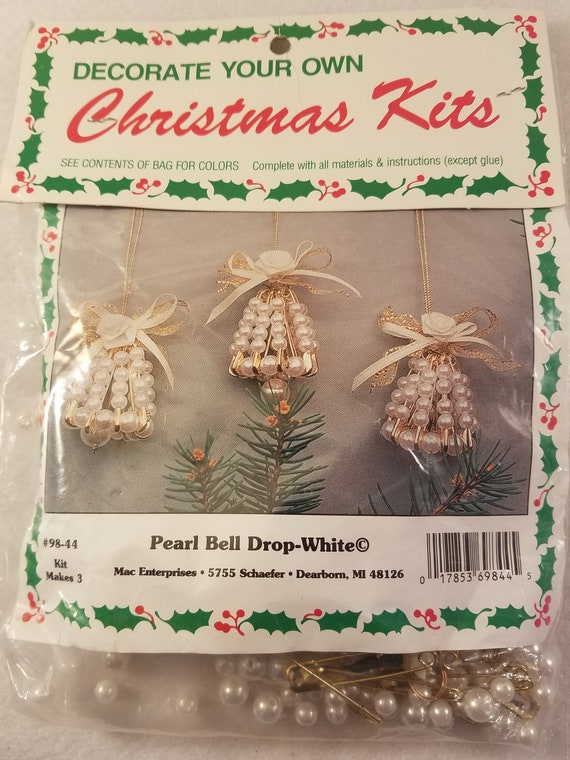 DECORATE YOUR OWN
Christmas Kits
SEE CONTENTS OF BAG FOR COLORS Complete with all materials & instructions (except glue)
#98-44
Kit
Makes 3
Pearl Bell Drop-White©
Mac Enterprises • 5755 Schaefer • Dearborn, MI 48126
0 17853 69844 5